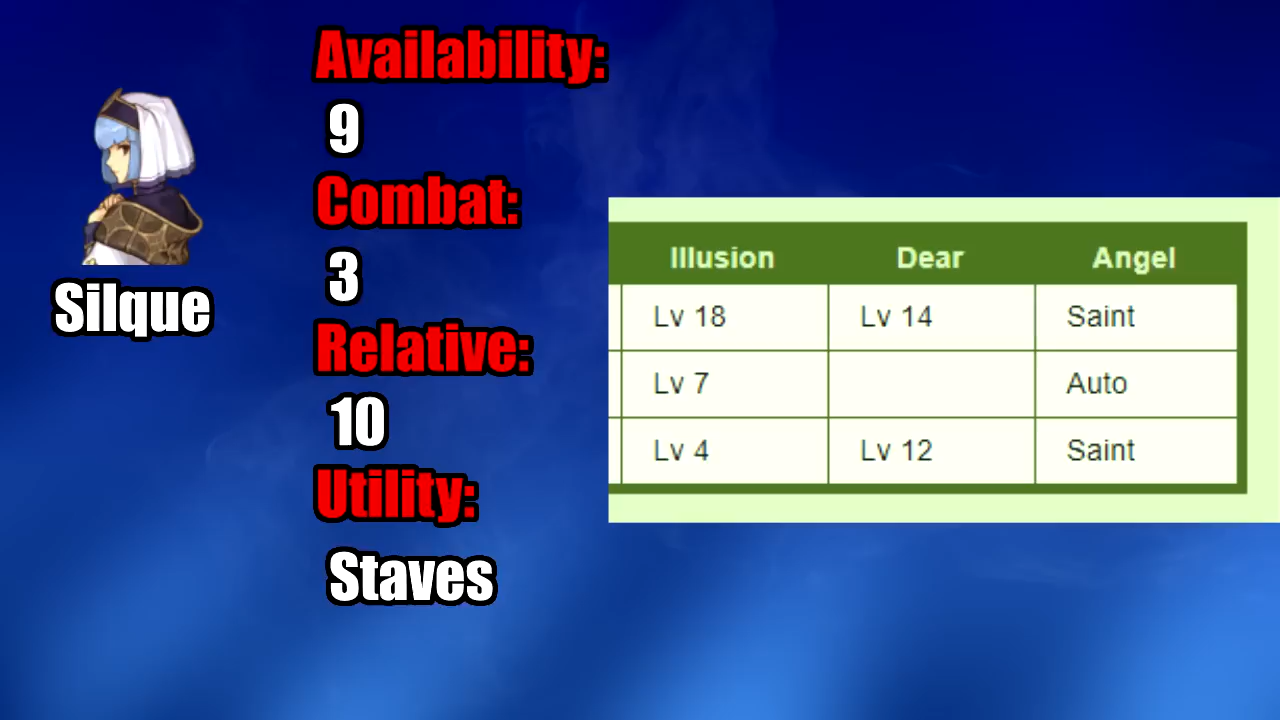 Silque
Availability:
9
Combat:
3
Relative:
10
Utility:
Staves
Illusion Dear Angel
Lv 18 Lv 14 Saint
Lv 7 Auto
Lv 4 Lv 12 Saint